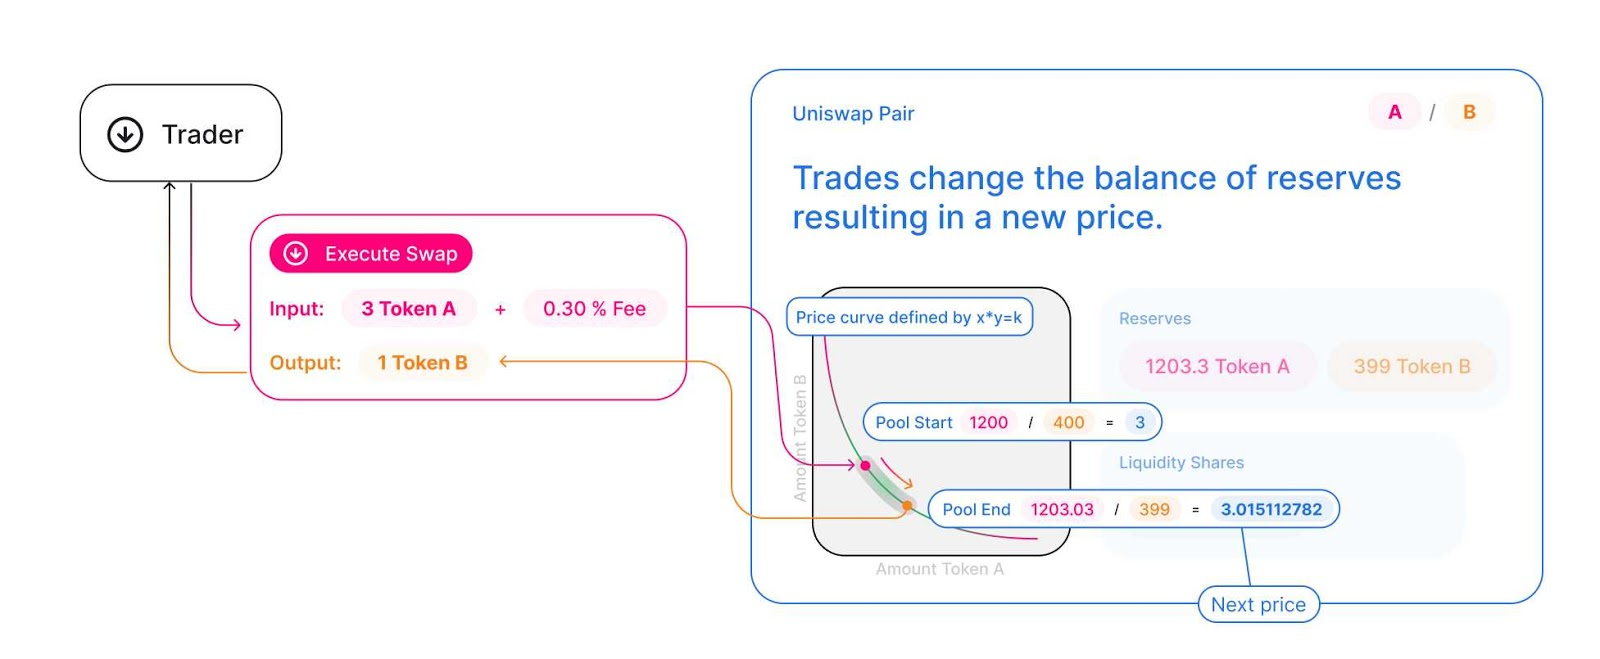 Trader
Execute Swap
Input: 3 Token A + 0.30 % Fee
Output: 1 Token B
Uniswap Pair
A / B
Trades change the balance of reserves
resulting in a new price.
Price curve defined by x*y=k
Amount Token B
Amount Token A
Pool Start 1200 / 400 = 3
Pool End 1203.03 / 399 = 3.015112782
Reserves
1203.3 Token A 399 Token B
Liquidity Shares
Next price